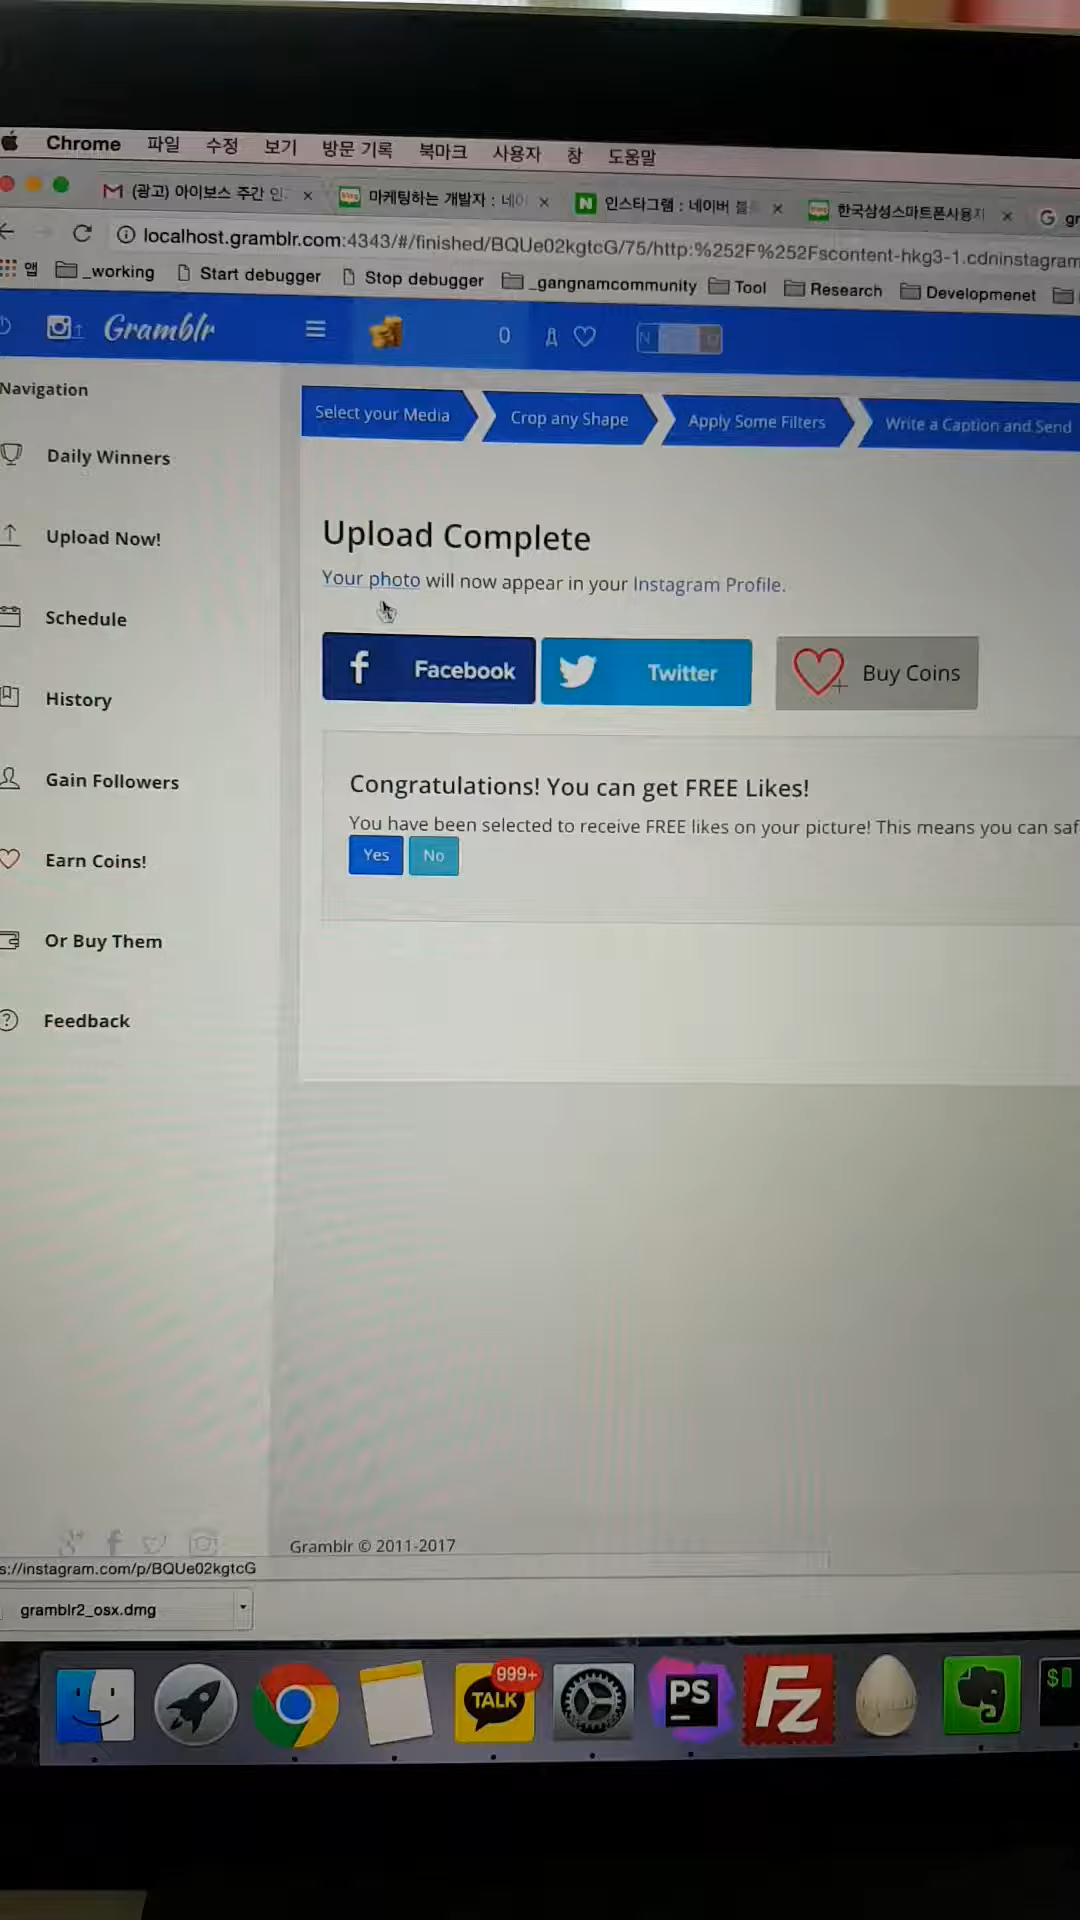 Chrome 파일 수정 보기 방문 기록 북마크 사용자 창 도움말
(광고) 아이보스 주간 인
마케팅하는 개발자 : 네이
인스타그램 : 네이버 블
한국삼성스마트폰사용자
gr
localhost.gramblr.com:4343/#/finished/BQUe02kgtcG/75/http:%252F%252Fscontent-hkg3-1.cdninstagram
앱 _working Start debugger Stop debugger _gangnamcommunity Tool Research Developmenet
Gramblr
0
Navigation
Select your Media
Crop any Shape
Apply Some Filters
Write a Caption and Send
Daily Winners
Upload Now!
Schedule
History
Gain Followers
Earn Coins!
Or Buy Them
Feedback
Upload Complete
Your photo will now appear in your Instagram Profile.
Facebook
Twitter
Buy Coins
Congratulations! You can get FREE Likes!
You have been selected to receive FREE likes on your picture! This means you can saf
Yes
No
Gramblr © 2011-2017
s://instagram.com/p/BQUe02kgtcG
gramblr2_osx.dmg
999+
TALK
PS
Fz
$